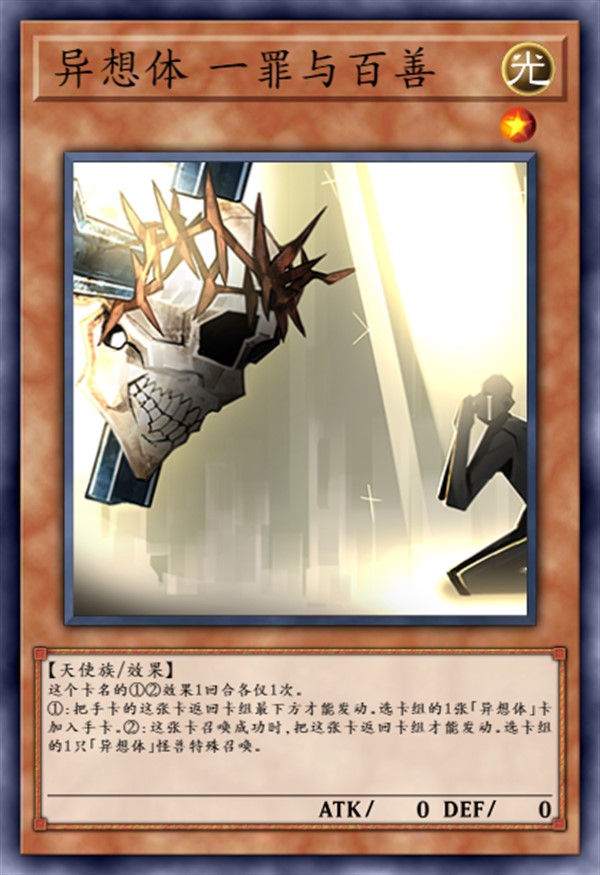 异想体 一罪与百善
光
【天使族/效果】
这个卡名的①②效果1回合各仅1次。
①:把手卡的这张卡返回卡组最下方才能发动。选卡组的1张「异想体」卡
加入手卡。②:这张卡召唤成功时,把这张卡返回卡组才能发动。选卡组
的1只「异想体」怪兽特殊召唤。
ATK/ 0 DEF/ 0